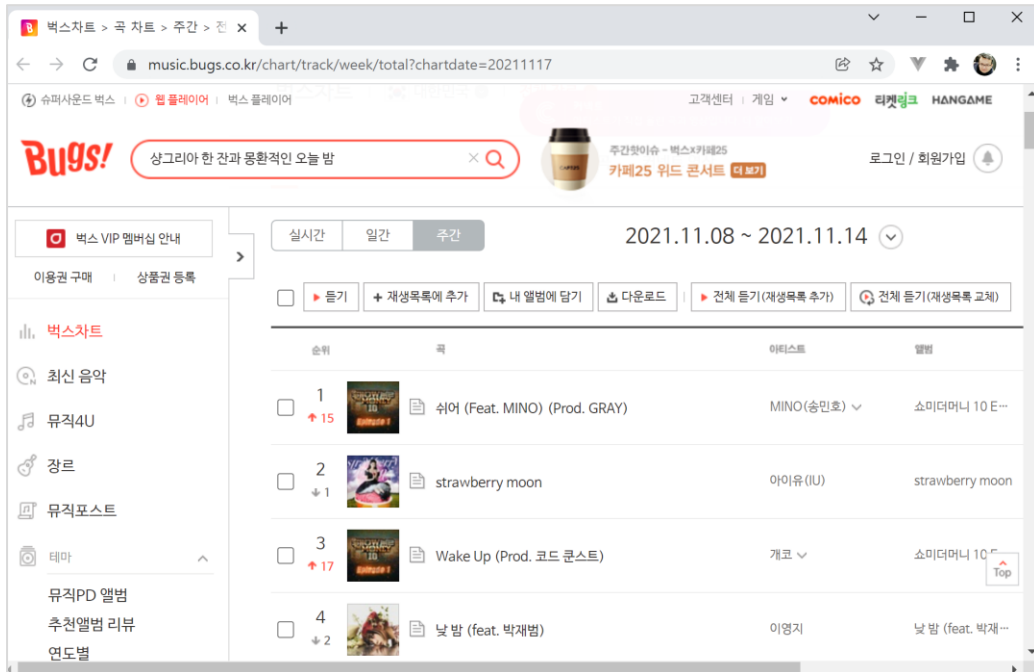 벅스차트 > 곡 차트 > 주간 > 전
music.bugs.co.kr/chart/track/week/total?chartdate=20211117
슈퍼사운드 벅스 웹 플레이어 벅스 플레이어 고객센터 게임 comico 티켓링크 HANGAME
Bugs! 샹그리아 한 잔과 몽환적인 오늘 밤
주간핫이슈 - 벅스X카페25
카페25 위드 콘서트 더 보기
로그인 / 회원가입
벅스 VIP 멤버십 안내
이용권 구매 상품권 등록
벅스차트
최신 음악
뮤직4U
장르
뮤직포스트
테마
뮤직PD 앨범
추천앨범 리뷰
연도별
실시간 일간 주간 2021.11.08 ~ 2021.11.14
듣기 + 재생목록에 추가 내 앨범에 담기 다운로드 전체 듣기(재생목록 추가) 전체 듣기(재생목록 교체)
순위 곡 아티스트 앨범
1 15 쉬어 (Feat. MINO) (Prod. GRAY) MINO(송민호) 쇼미더머니 10 E…
2 1 strawberry moon 아이유(IU) strawberry moon
3 17 Wake Up (Prod. 코드 쿤스트) 개코 쇼미더머니 10
Top
4 2 낮 밤 (feat. 박재범) 이영지 낮 밤 (feat. 박재…